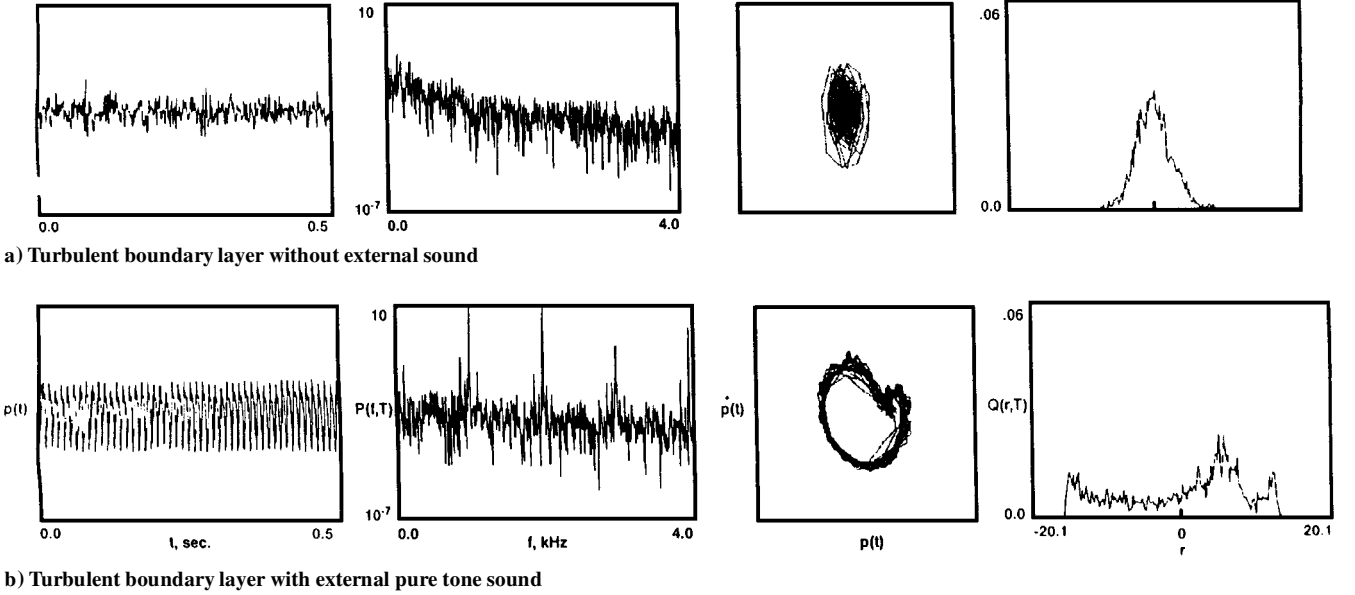 10
.06
10-7
0.0
0.0
0.5
0.0
4.0
a) Turbulent boundary layer without external sound
10
.06
p(t)
P(f,T)
ṗ(t)
Q(r,T)
10-7
0.0
0.0
0.5
0.0
4.0
-20.1
0
20.1
t, sec.
f, kHz
p(t)
r
b) Turbulent boundary layer with external pure tone sound